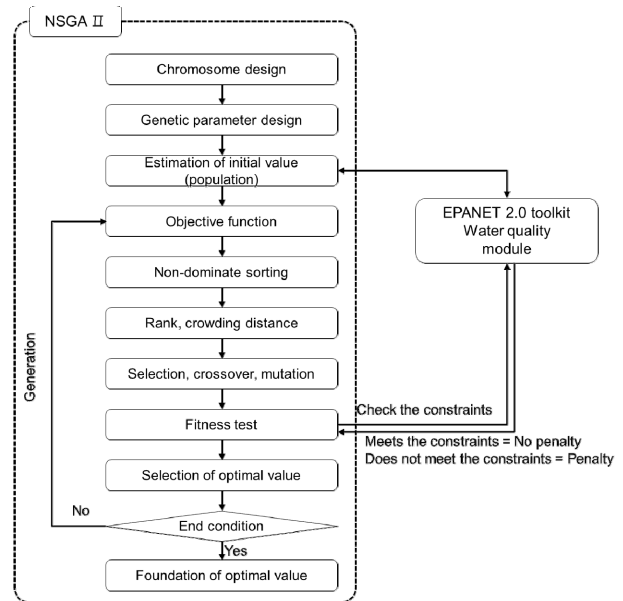 NSGA Ⅱ
Chromosome design
Genetic parameter design
Estimation of initial value
(population)
EPANET 2.0 toolkit
Water quality
module
Objective function
Non-dominate sorting
Rank, crowding distance
Selection, crossover, mutation
Generation
Check the constraints
Fitness test
Meets the constraints = No penalty
Does not meet the constraints = Penalty
Selection of optimal value
No
End condition
Yes
Foundation of optimal value